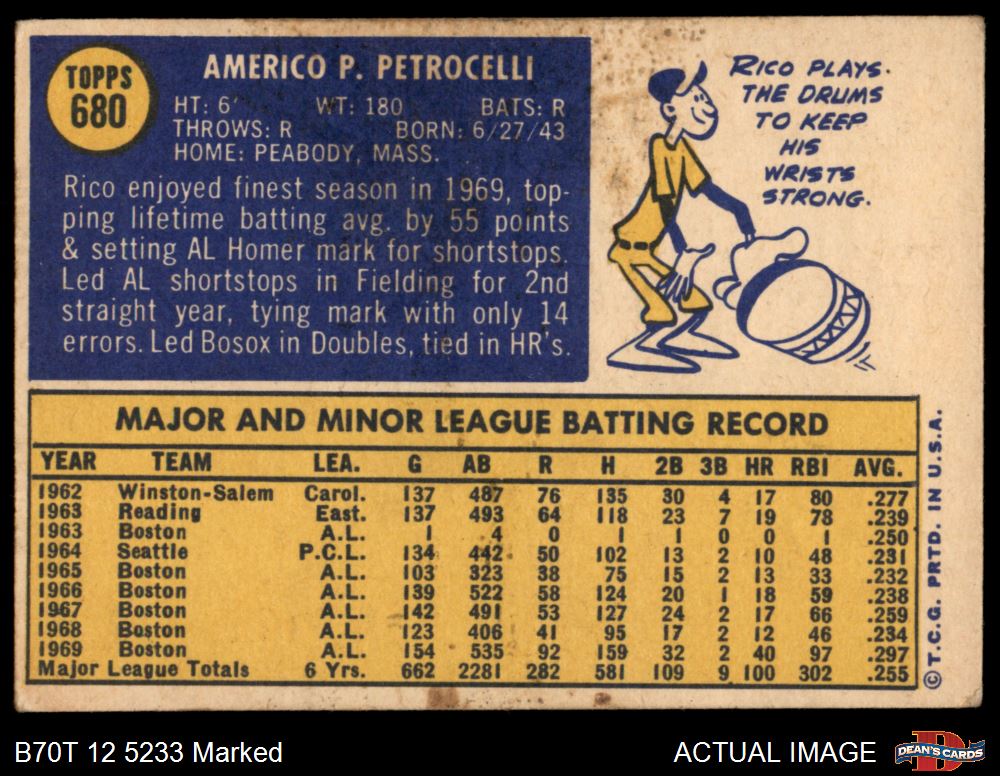 TOPPS
680
AMERICO P. PETROCELLI
HT: 6' WT: 180 BATS: R
THROWS: R BORN: 6/27/43
HOME: PEABODY, MASS.
Rico enjoyed finest season in 1969, top-
ping lifetime batting avg. by 55 points
& setting AL Homer mark for shortstops.
Led AL shortstops in Fielding for 2nd
straight year, tying mark with only 14
errors. Led Bosox in Doubles, tied in HR's.
RICO PLAYS
THE DRUMS
TO KEEP
HIS
WRISTS
STRONG.
MAJOR AND MINOR LEAGUE BATTING RECORD
YEAR TEAM LEA. G AB R H 2B 3B HR RBI AVG.
1962 Winston-Salem Carol. 137 487 76 135 30 4 17 80 .277
1963 Reading East. 137 493 64 118 23 7 19 78 .239
1963 Boston A.L. 1 4 0 1 1 0 0 1 .250
1964 Seattle P.C.L. 134 442 50 102 13 2 10 48 .231
1965 Boston A.L. 103 323 38 75 15 2 13 33 .232
1966 Boston A.L. 139 522 58 124 20 1 18 59 .238
1967 Boston A.L. 142 491 53 127 24 2 17 66 .259
1968 Boston A.L. 123 406 41 95 17 2 12 46 .234
1969 Boston A.L. 154 535 92 159 32 2 40 97 .297
Major League Totals 6 Yrs. 662 2281 282 581 109 9 100 302 .255
© T.C.G. PRTD. IN U.S.A.
B70T 12 5233 Marked
ACTUAL IMAGE
DEAN'S CARDS